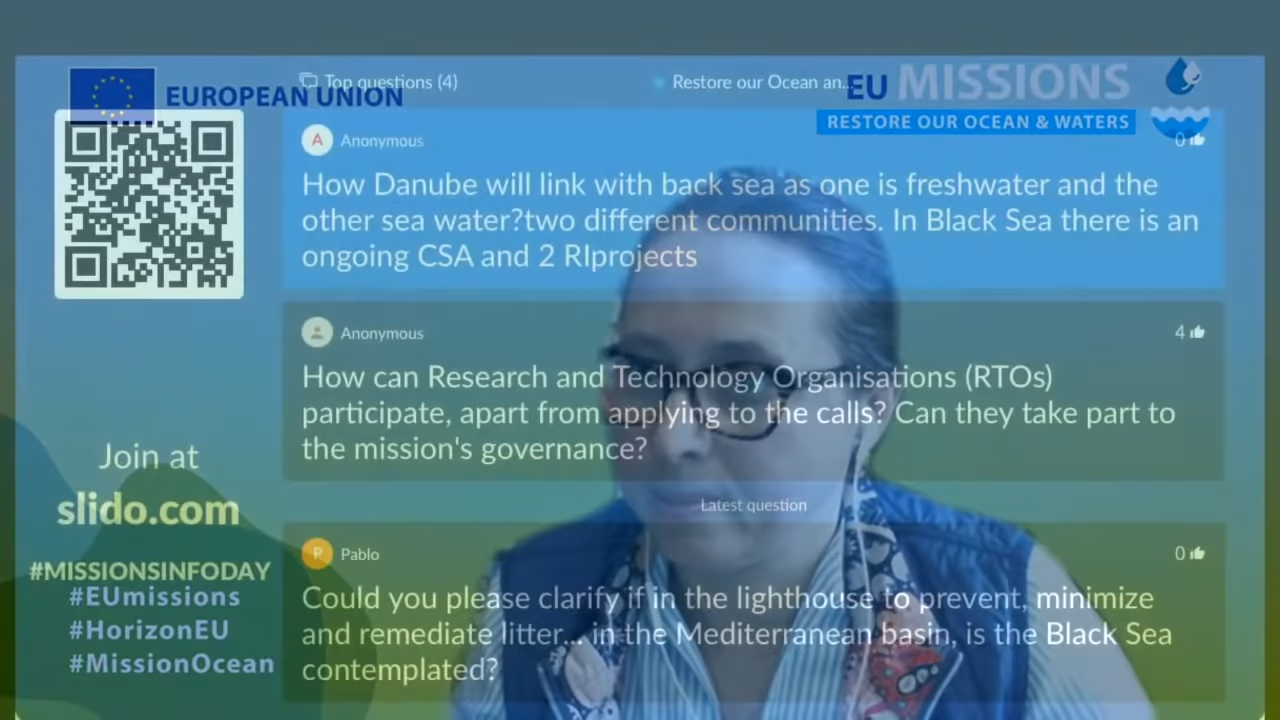 Top questions (4)
Restore our Ocean an...
EUROPEAN UNION
EU MISSIONS
RESTORE OUR OCEAN & WATERS
A Anonymous
0
How Danube will link with back sea as one is freshwater and the
other sea water?two different communities. In Black Sea there is an
ongoing CSA and 2 RIprojects
Anonymous
4
How can Research and Technology Organisations (RTOs)
participate, apart from applying to the calls? Can they take part to
the mission's governance?
Join at
slido.com
#MISSIONSINFODAY
#EUmissions
#HorizonEU
#MissionOcean
Latest question
P Pablo
0
Could you please clarify if in the lighthouse to prevent, minimize
and remediate litter... in the Mediterranean basin, is the Black Sea
contemplated?